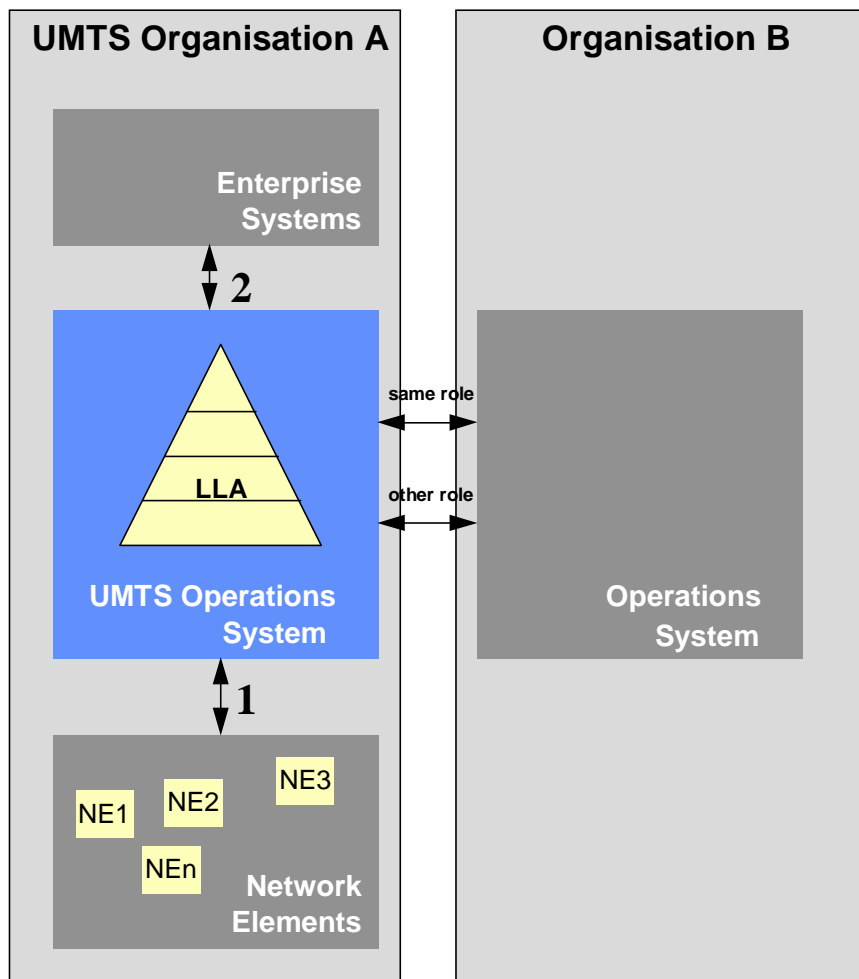 UMTS Organisation A
Organisation B
Enterprise
Systems
2
same role
LLA
other role
UMTS Operations
System
Operations
System
1
NE3
NE2
NE1
NEn
Network
Elements